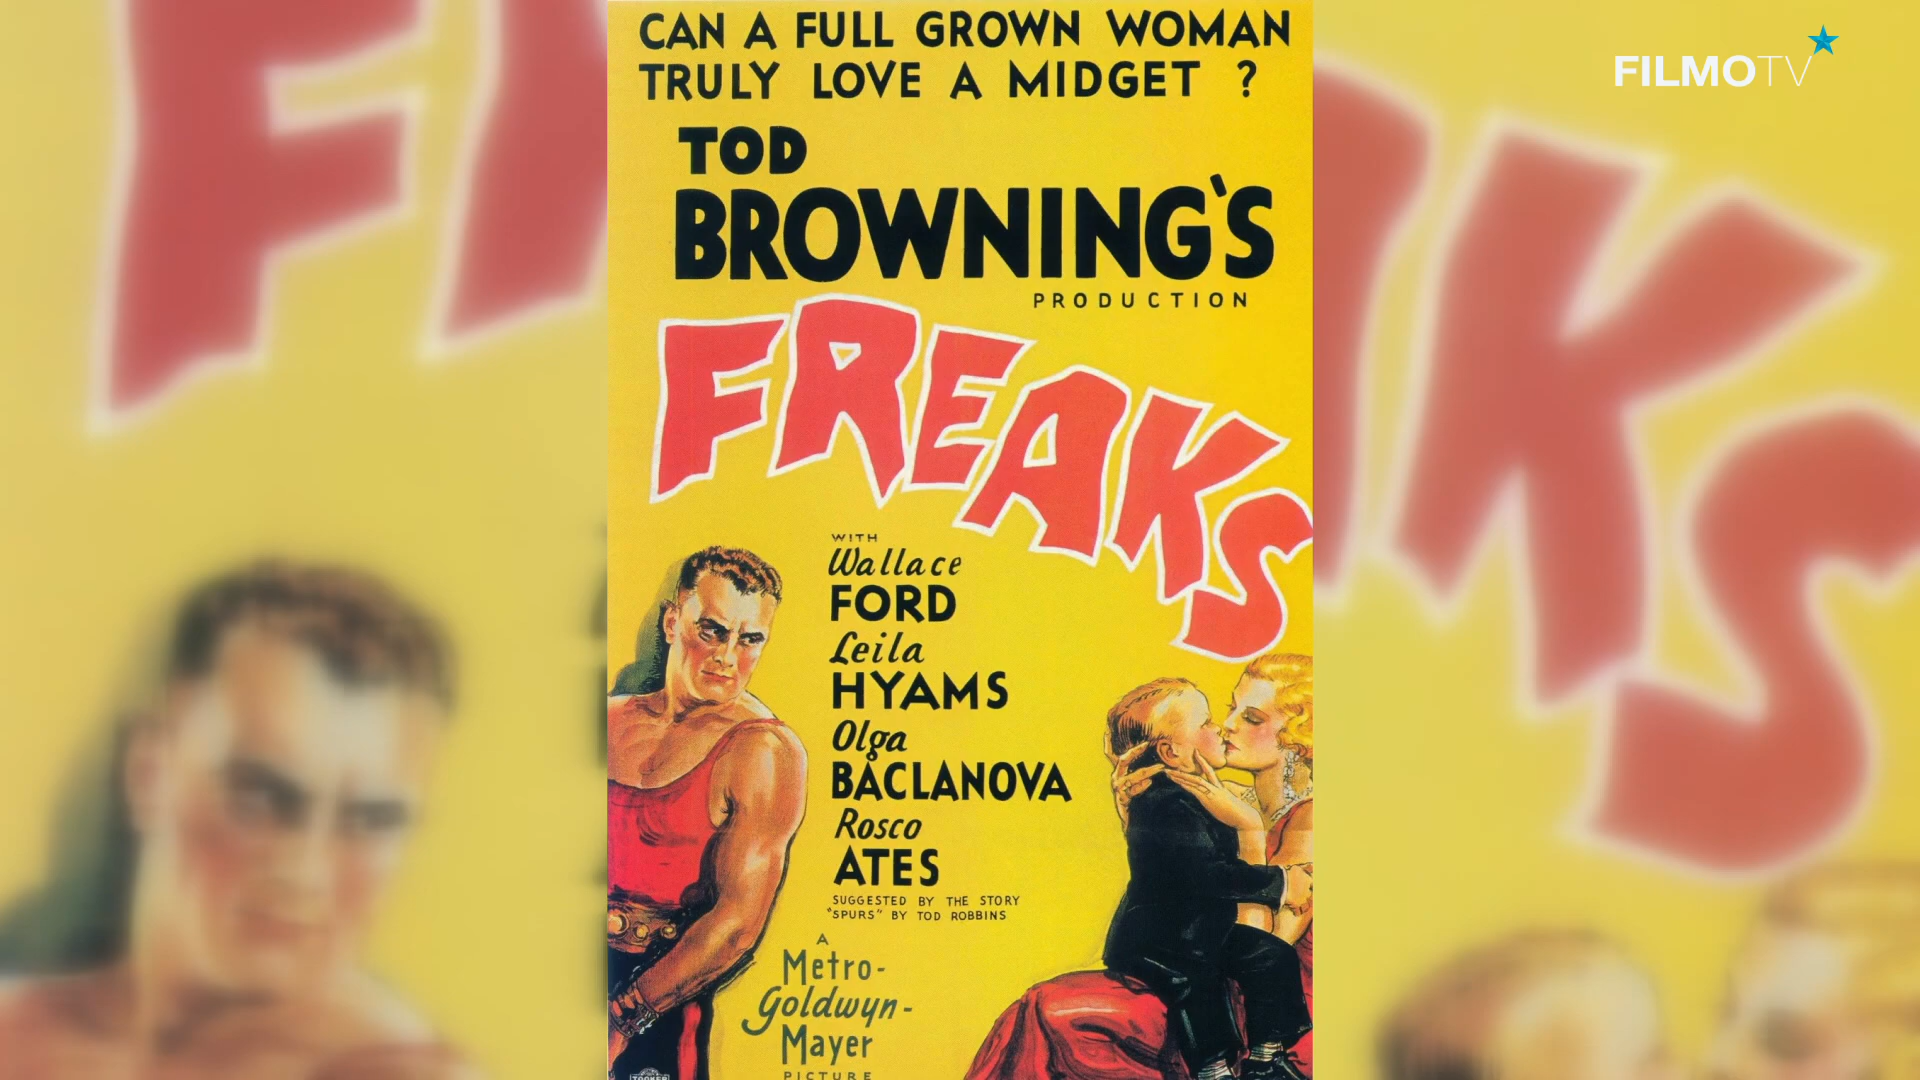 CAN A FULL GROWN WOMAN
TRULY LOVE A MIDGET ?
FILMOTV
TOD
BROWNING'S
PRODUCTION
FREAKS
WITH
Wallace
FORD
Leila
HYAMS
Olga
BACLANOVA
Rosco
ATES
SUGGESTED BY THE STORY
"SPURS" BY TOD ROBBINS
A
Metro-
Goldwyn-
Mayer
PICTURE